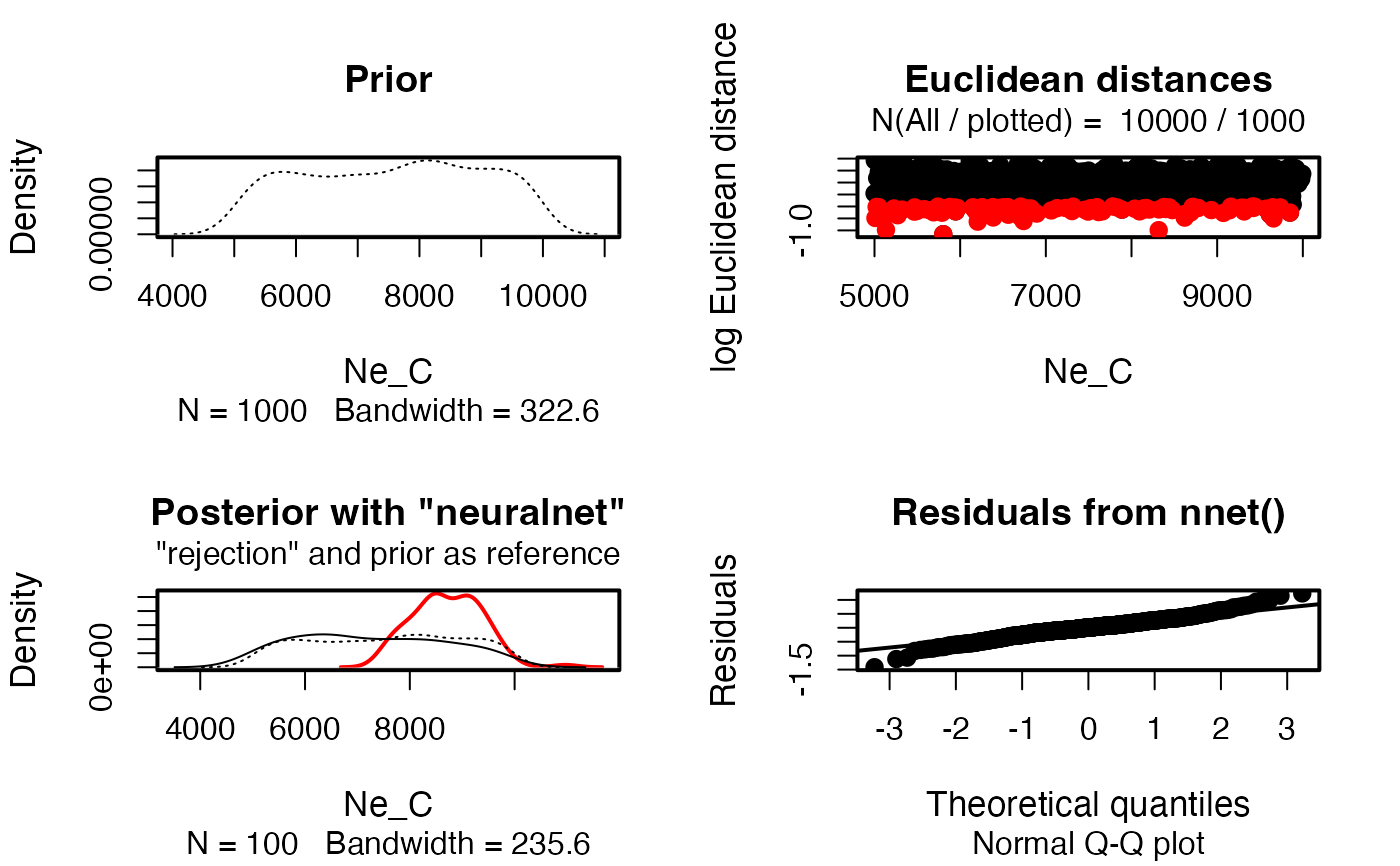 Prior
Density
0.00000
4000 6000 8000 10000
Ne_C
N = 1000 Bandwidth = 322.6
Euclidean distances
N(All / plotted) = 10000 / 1000
log Euclidean distance
-1.0
5000 7000 9000
Ne_C
Posterior with "neuralnet"
"rejection" and prior as reference
Density
0e+00
4000 6000 8000
Ne_C
N = 100 Bandwidth = 235.6
Residuals from nnet()
Residuals
-1.5
-3 -2 -1 0 1 2 3
Theoretical quantiles
Normal Q-Q plot